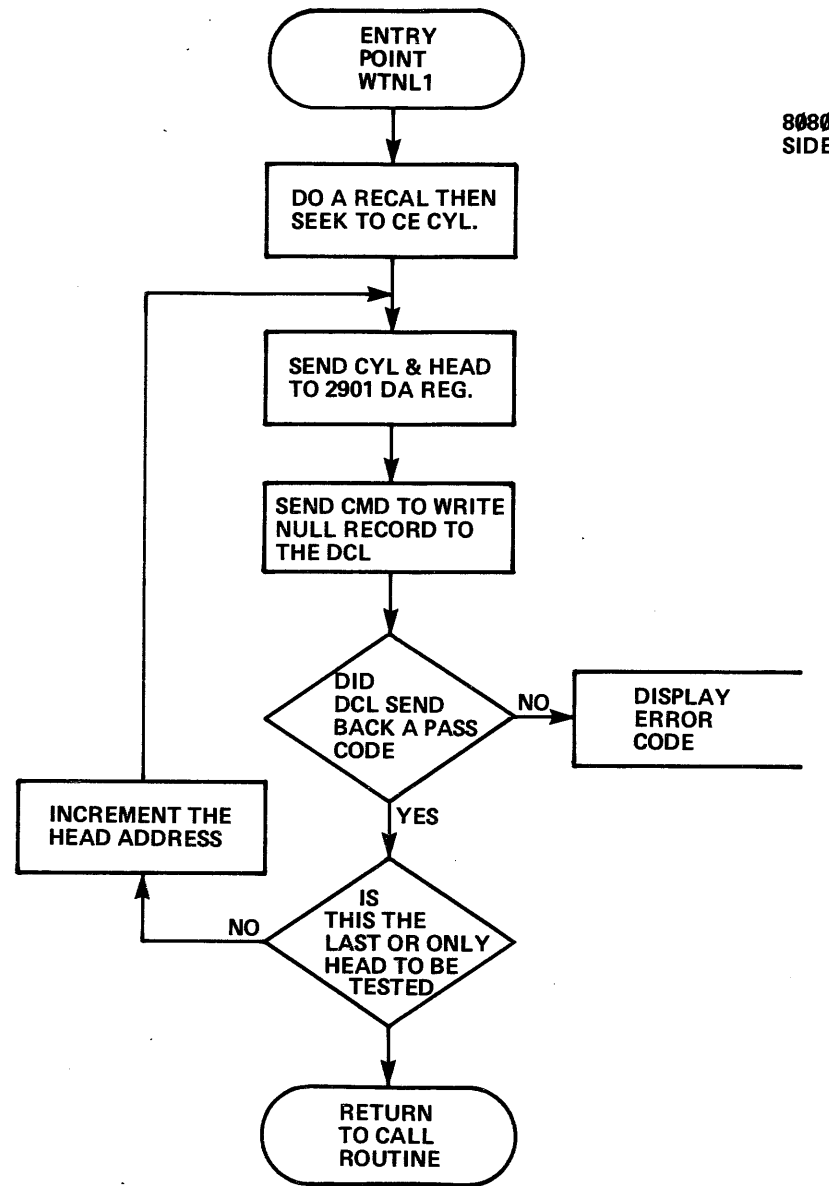 ENTRY
POINT
WTNL1
8080
SIDE
DO A RECAL THEN
SEEK TO CE CYL.
SEND CYL & HEAD
TO 2901 DA REG.
SEND CMD TO WRITE
NULL RECORD TO
THE DCL
DID
DCL SEND
BACK A PASS
CODE
NO
DISPLAY
ERROR
CODE
YES
INCREMENT THE
HEAD ADDRESS
IS
THIS THE
LAST OR ONLY
HEAD TO BE
TESTED
NO
RETURN
TO CALL
ROUTINE